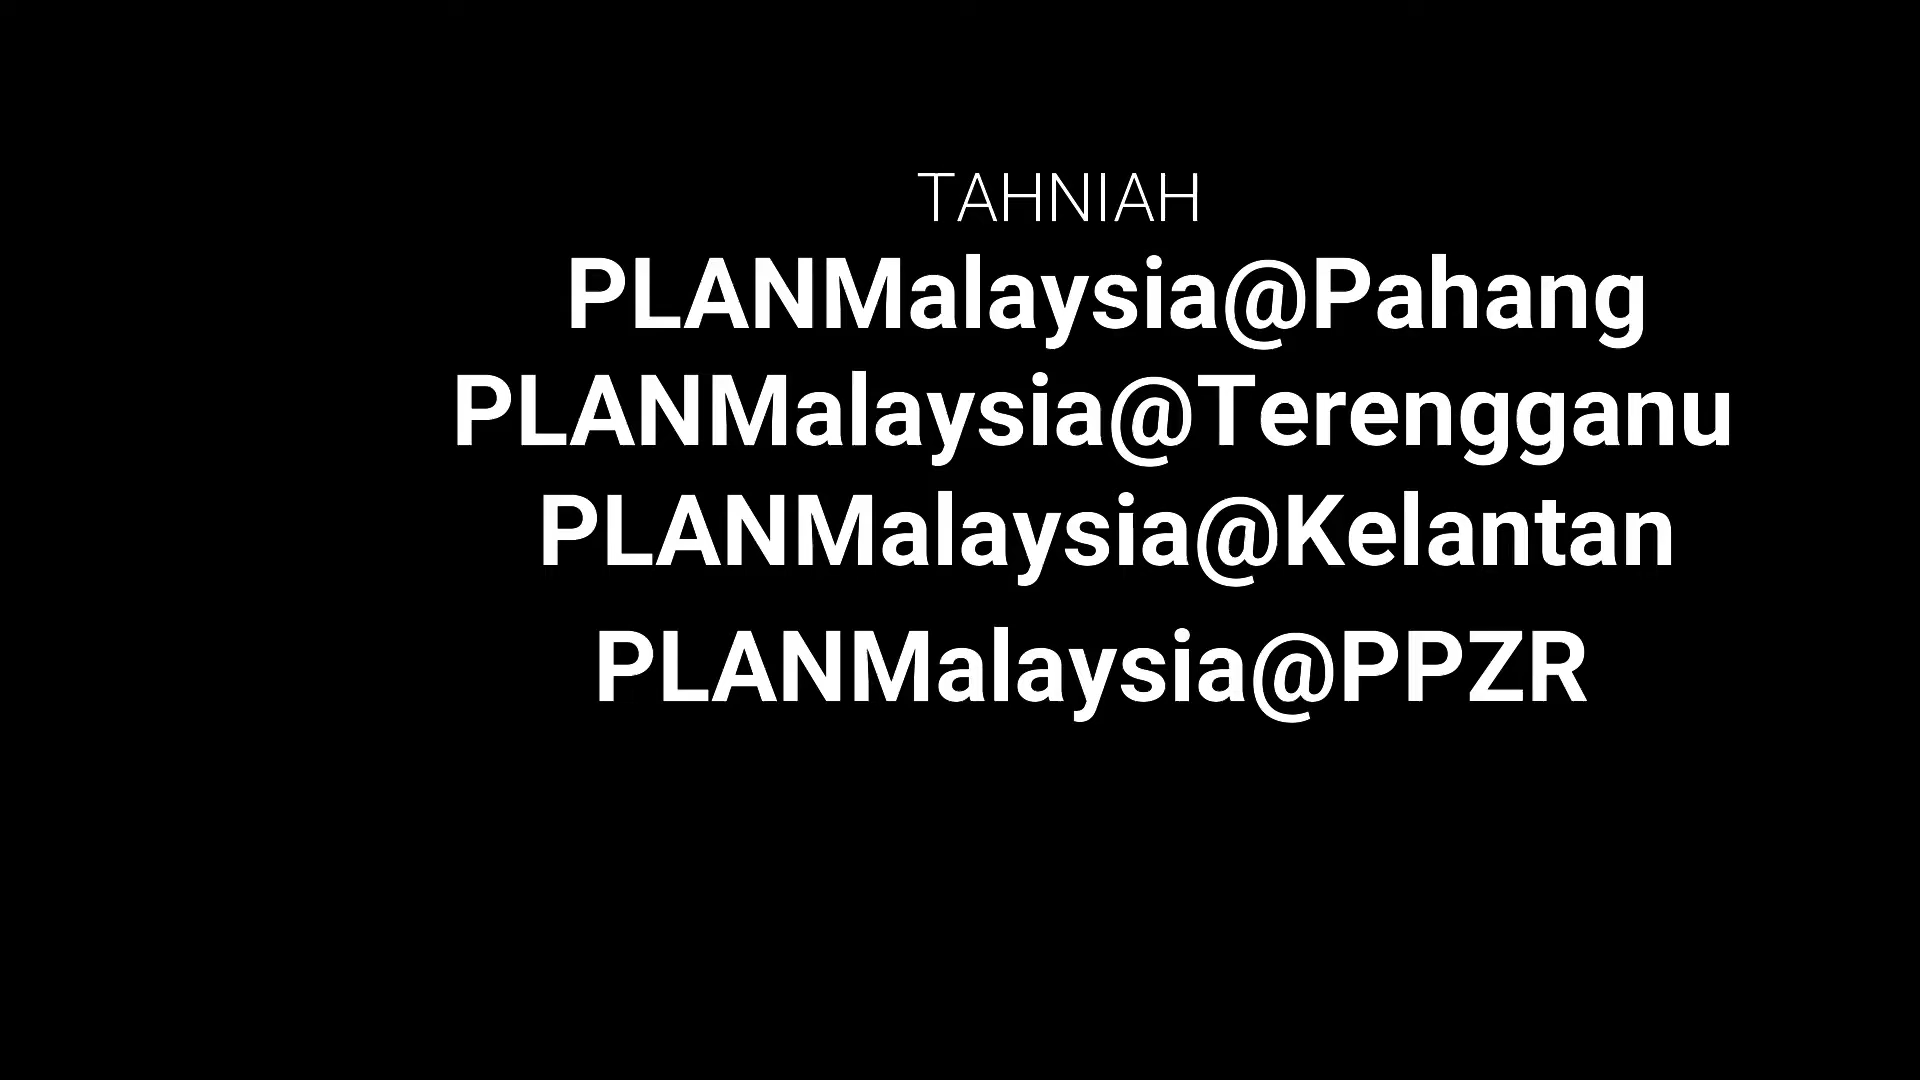 TAHNIAH
PLANMalaysia@Pahang
PLANMalaysia@Terengganu
PLANMalaysia@Kelantan
PLANMalaysia@PPZR